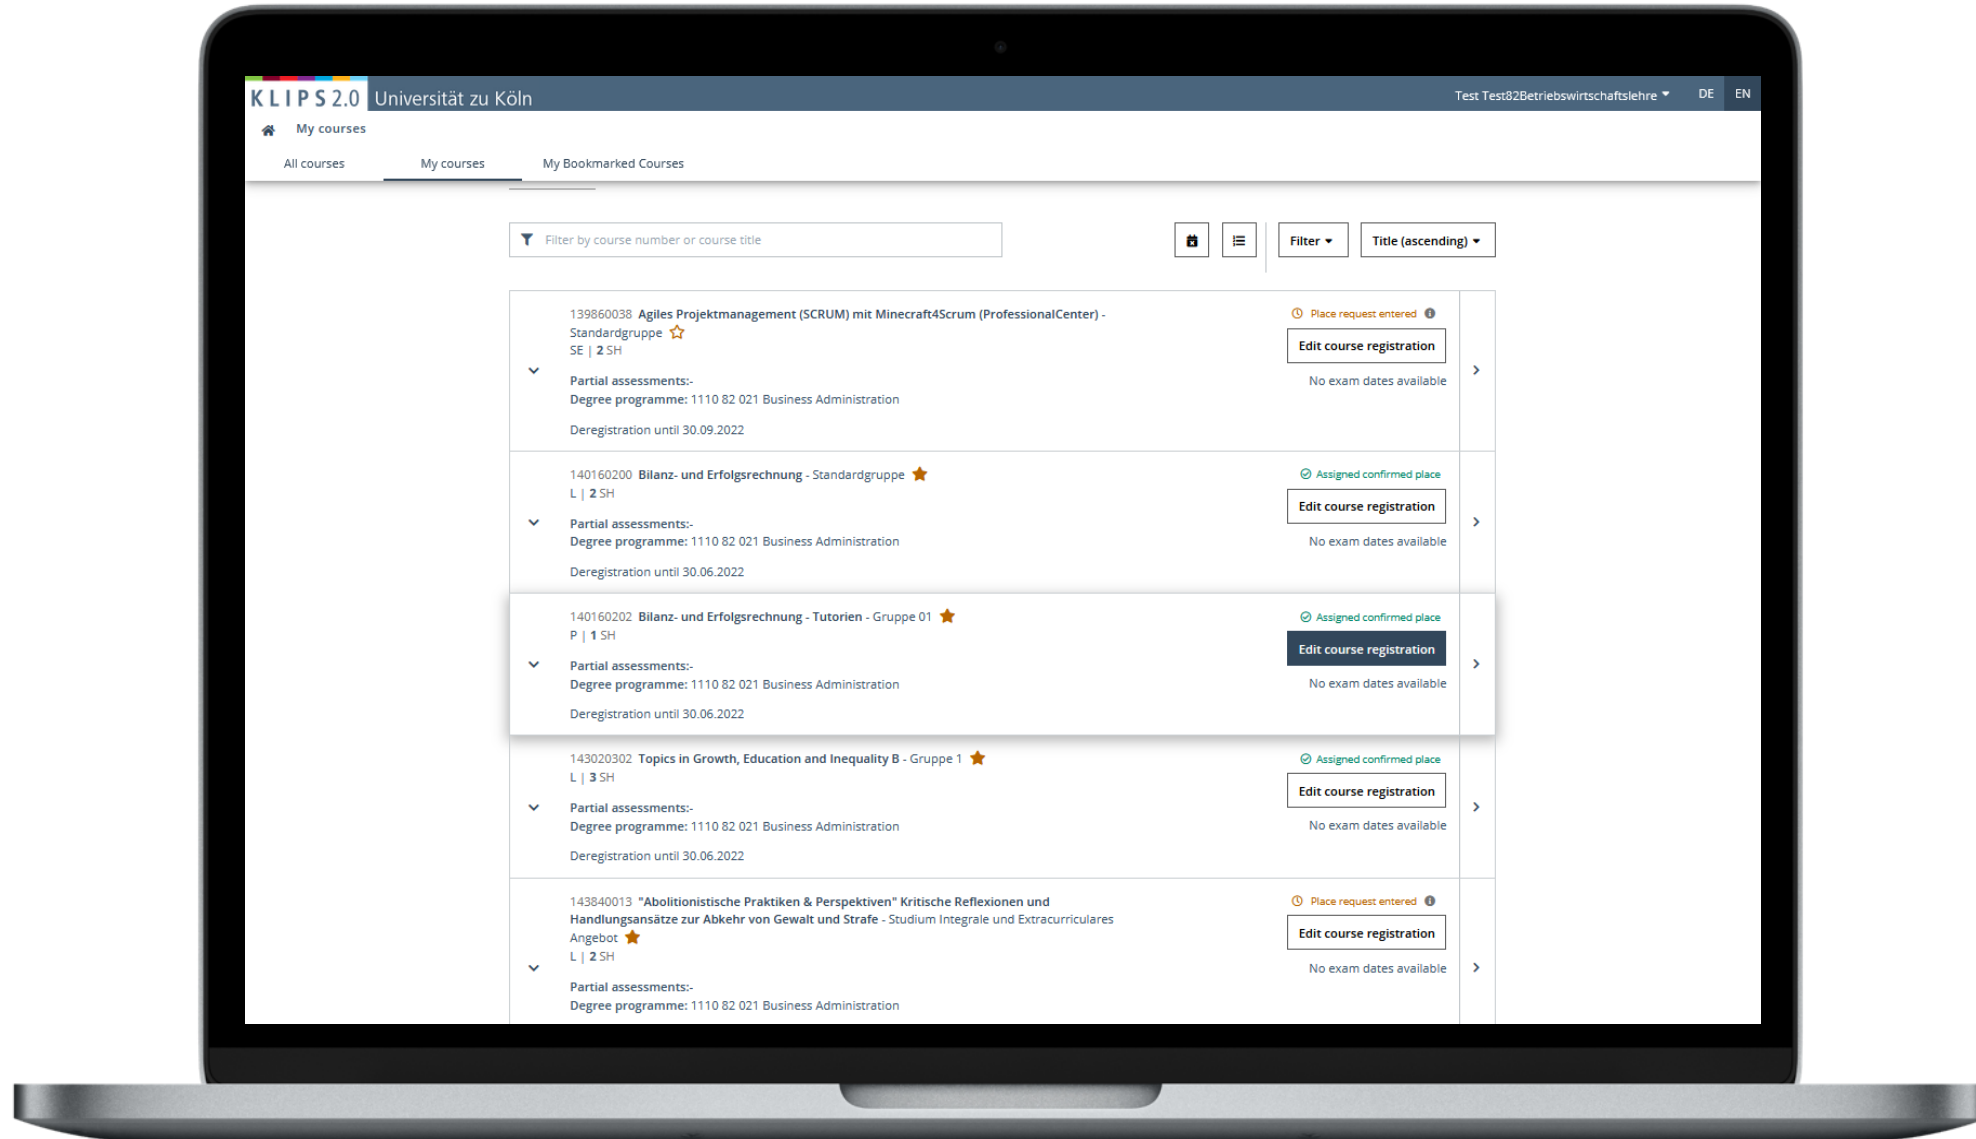 KLIPS2.0 Universität zu Köln
Test Test82Betriebswirtschaftslehre DE EN
My courses
All courses My courses My Bookmarked Courses
Filter by course number or course title Filter Title (ascending)
139860038 Agiles Projektmanagement (SCRUM) mit Minecraft4Scrum (ProfessionalCenter) -
Standardgruppe
SE | 2 SH
Partial assessments:-
Degree programme: 1110 82 021 Business Administration
Deregistration until 30.09.2022
Place request entered
Edit course registration
No exam dates available
140160200 Bilanz- und Erfolgsrechnung - Standardgruppe
L | 2 SH
Partial assessments:-
Degree programme: 1110 82 021 Business Administration
Deregistration until 30.06.2022
Assigned confirmed place
Edit course registration
No exam dates available
140160202 Bilanz- und Erfolgsrechnung - Tutorien - Gruppe 01
P | 1 SH
Partial assessments:-
Degree programme: 1110 82 021 Business Administration
Deregistration until 30.06.2022
Assigned confirmed place
Edit course registration
No exam dates available
143020302 Topics in Growth, Education and Inequality B - Gruppe 1
L | 3 SH
Partial assessments:-
Degree programme: 1110 82 021 Business Administration
Deregistration until 30.06.2022
Assigned confirmed place
Edit course registration
No exam dates available
143840013 "Abolitionistische Praktiken & Perspektiven" Kritische Reflexionen und
Handlungsansätze zur Abkehr von Gewalt und Strafe - Studium Integrale und Extracurriculares
Angebot
L | 2 SH
Partial assessments:-
Degree programme: 1110 82 021 Business Administration
Place request entered
Edit course registration
No exam dates available